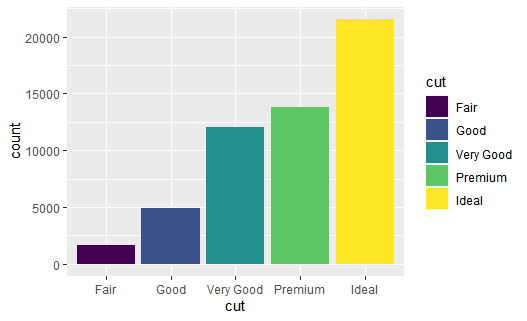 20000
15000
10000
5000
0
count
Fair Good Very Good Premium Ideal
cut
cut
Fair
Good
Very Good
Premium
Ideal